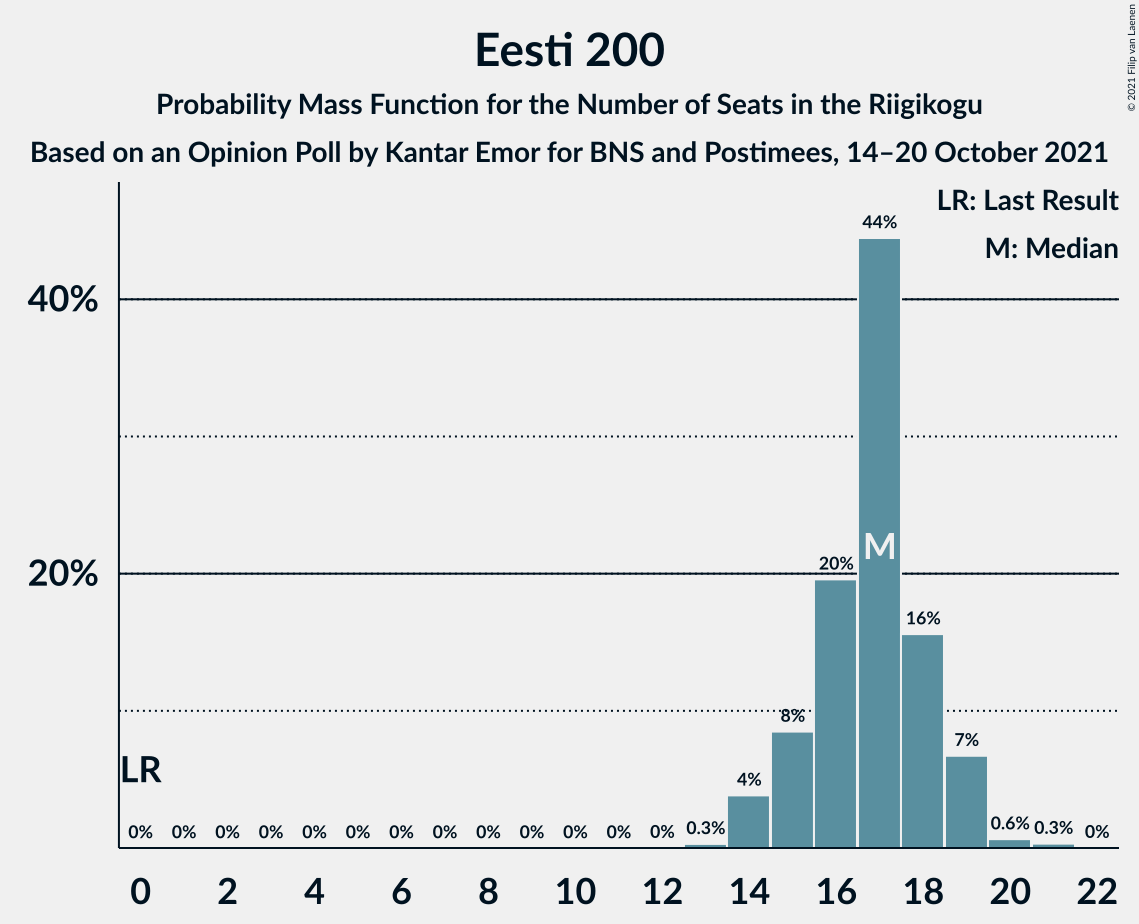 Eesti 200
Probability Mass Function for the Number of Seats in the Riigikogu
Based on an Opinion Poll by Kantar Emor for BNS and Postimees, 14–20 October 2021
© 2021 Filip van Laenen
LR: Last Result
M: Median
44%
40%
M
20%
20%
16%
8%
7%
LR
4%
0% 0% 0% 0% 0% 0% 0% 0% 0% 0% 0% 0% 0% 0.3% 0.6% 0.3% 0%
0 2 4 6 8 10 12 14 16 18 20 22